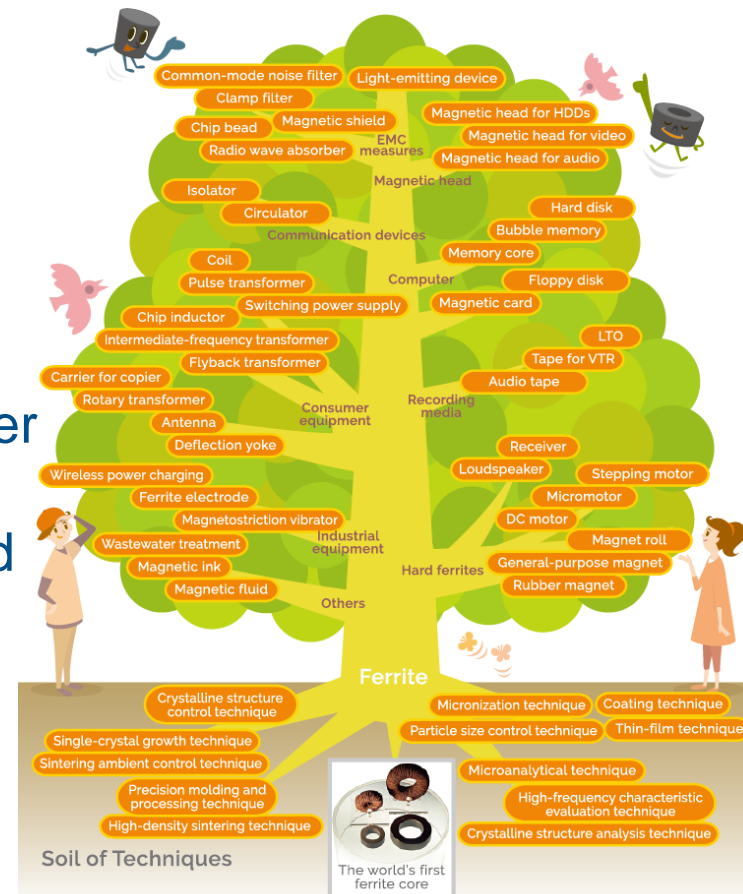 Common-mode noise filter
Light-emitting device
Clamp filter
Magnetic head for HDDs
Magnetic shield
Chip bead
Magnetic head for video
EMC
measures
Radio wave absorber
Magnetic head for audio
Magnetic head
Isolator
Hard disk
Circulator
Bubble memory
Communication devices
Memory core
Coil
Computer
Floppy disk
Pulse transformer
Magnetic card
Switching power supply
Chip inductor
LTO
Intermediate-frequency transformer
Tape for VTR
Flyback transformer
Audio tape
Carrier for copier
Rotary transformer
Recording
media
Consumer
equipment
er
Antenna
Deflection yoke
Receiver
Loudspeaker
Stepping motor
Wireless power charging
Ferrite electrode
Micromotor
Magnetostriction vibrator
DC motor
Industrial
equipment
Magnet roll
Wastewater treatment
d
General-purpose magnet
Magnetic ink
Hard ferrites
Rubber magnet
Magnetic fluid
Others
Ferrite
Crystalline structure
control technique
Micronization technique
Coating technique
Particle size control technique
Thin-film technique
Single-crystal growth technique
Sintering ambient control technique
Microanalytical technique
Precision molding and
processing technique
High-frequency characteristic
evaluation technique
High-density sintering technique
Crystalline structure analysis technique
Soil of Techniques
The world's first
ferrite core